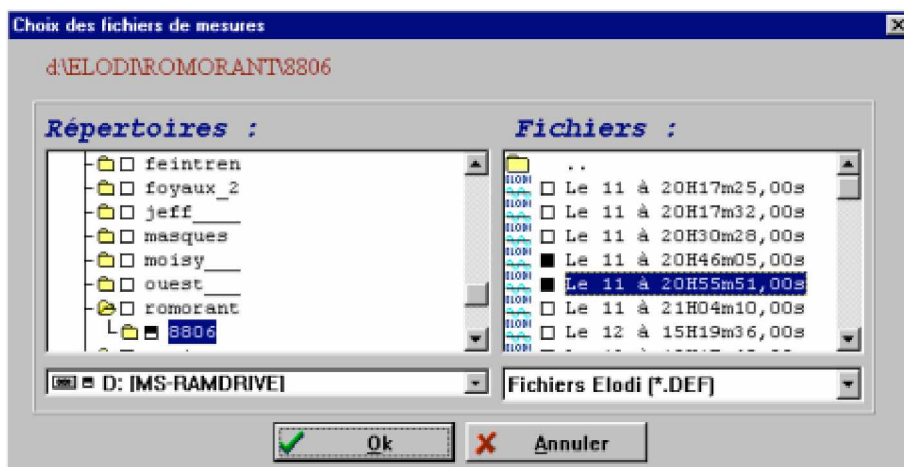 Choix des fichiers de mesures
d:\ELODI\ROMORANT\8806
Répertoires :
feintren
foyaux_2
jeff____
masques
moisy___
ouest___
romorant
8806
D: [MS-RAMDRIVE]
Fichiers :
..
Le 11 à 20H17m25,00s
Le 11 à 20H17m32,00s
Le 11 à 20H30m28,00s
Le 11 à 20H46m05,00s
Le 11 à 20H55m51,00s
Le 11 à 21H04m10,00s
Le 12 à 15H19m36,00s
Fichiers Elodi (*.DEF)
Ok
Annuler